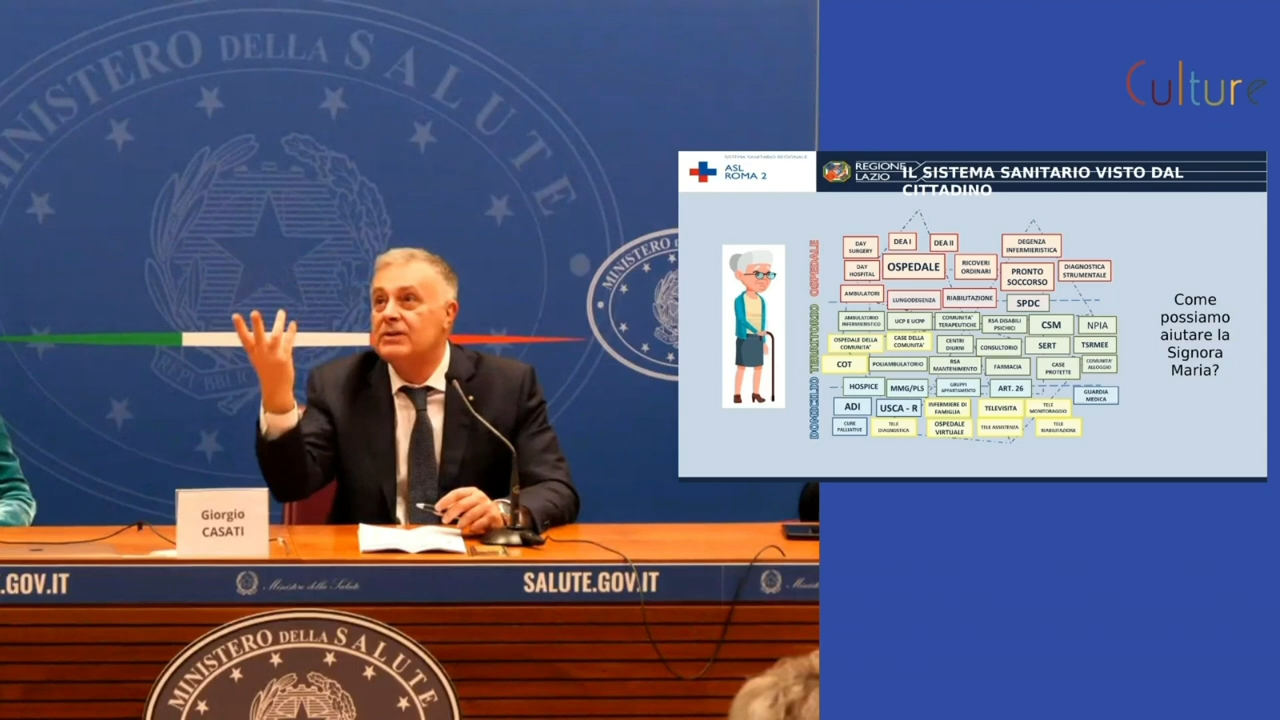 MINISTERO DELLA SALUTE
MINISTERO
Giorgio
CASATI
.GOV.IT
Ministero della Salute
SALUTE.GOV.IT
MINISTERO DELLA SALUTE
Culture
SISTEMA SANITARIO REGIONALE
ASL
ROMA 2
REGIONE
LAZIO
IL SISTEMA SANITARIO VISTO DAL
CITTADINO
OSPEDALE
TERRITORIO
DOMICILIO
DAY
SURGERY
DEA I
DEA II
DEGENZA
INFERMIERISTICA
DAY
HOSPITAL
OSPEDALE
RICOVERI
ORDINARI
PRONTO
SOCCORSO
DIAGNOSTICA
STRUMENTALE
AMBULATORI
LUNGODEGENZA
RIABILITAZIONE
SPDC
AMBULATORIO
INFERMIERISTICO
UCP E UCPP
COMUNITA'
TERAPEUTICHE
RSA DISABILI
PSICHICI
CSM
NPIA
OSPEDALE DELLA
COMUNITA'
CASE DELLA
COMUNITA'
CENTRI
DIURNI
CONSULTORIO
SERT
TSRMEE
COT
POLIAMBULATORIO
RSA
MANTENIMENTO
FARMACIA
CASE
PROTETTE
COMUNITA'
ALLOGGIO
HOSPICE
MMG/PLS
GRUPPI
APPARTAMENTO
ART. 26
GUARDIA
MEDICA
ADI
USCA - R
INFERMIERE DI
FAMIGLIA
TELEVISITA
TELE
MONITORAGGIO
CURE
PALLIATIVE
TELE
DIAGNOSTICA
OSPEDALE
VIRTUALE
TELE ASSISTENZA
TELE
RIABILITAZIONE
Come
possiamo
aiutare la
Signora
Maria?